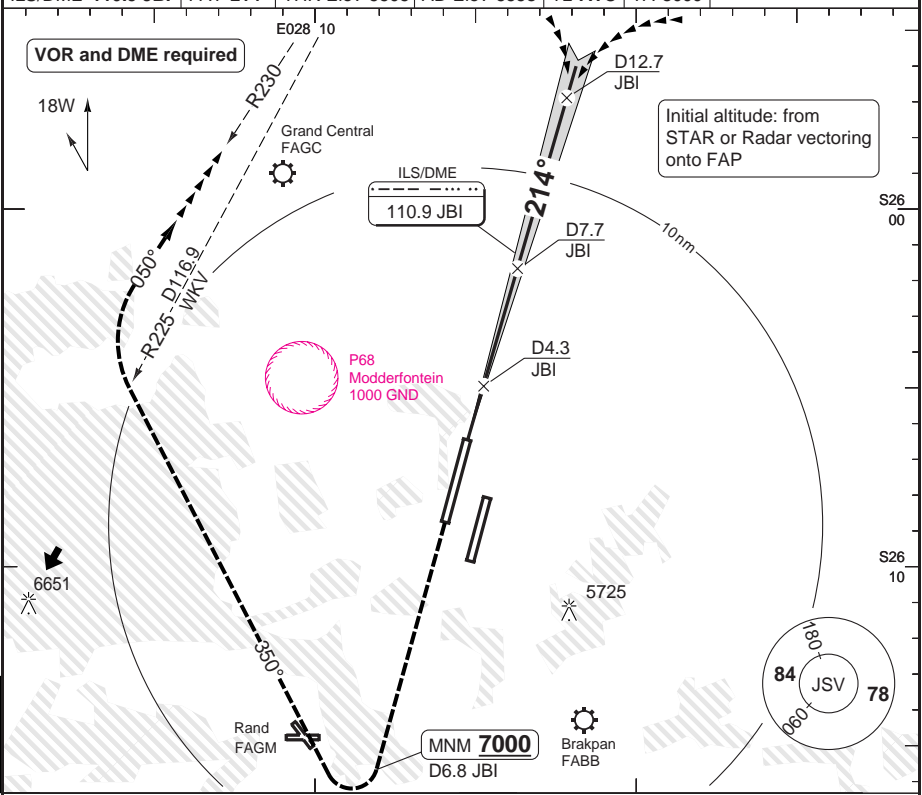 VOR and DME required
E028 10
18W
R230
Grand Central
FAGC
ILS/DME
110.9 JBI
214°
D12.7
JBI
Initial altitude: from
STAR or Radar vectoring
onto FAP
S26
00
D7.7
JBI
10nm
050°
R225
D116.9
WKV
P68
Modderfontein
1000 GND
D4.3
JBI
6651
5725
S26
10
350°
180
84
JSV
78
060
Rand
FAGM
MNM 7000
D6.8 JBI
Brakpan
FABB